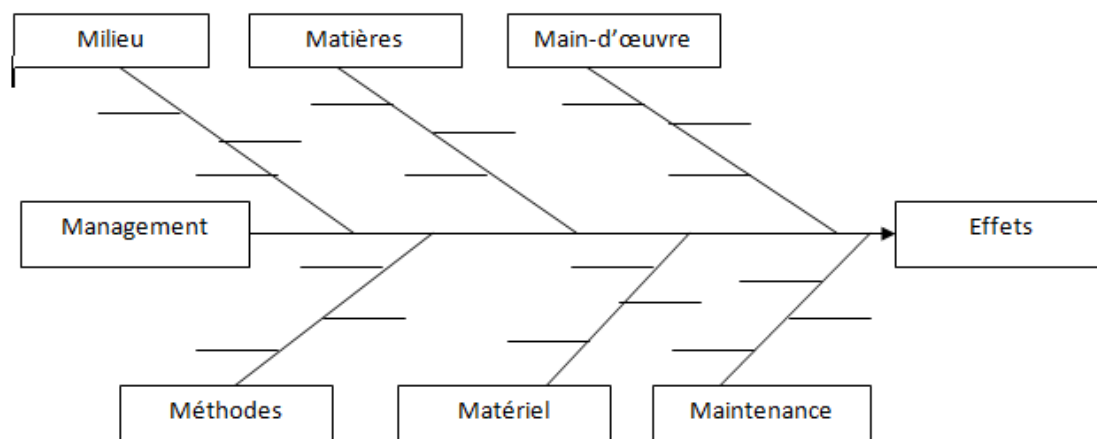 Milieu
Matières
Main-d'œuvre
Management
Effets
Méthodes
Matériel
Maintenance